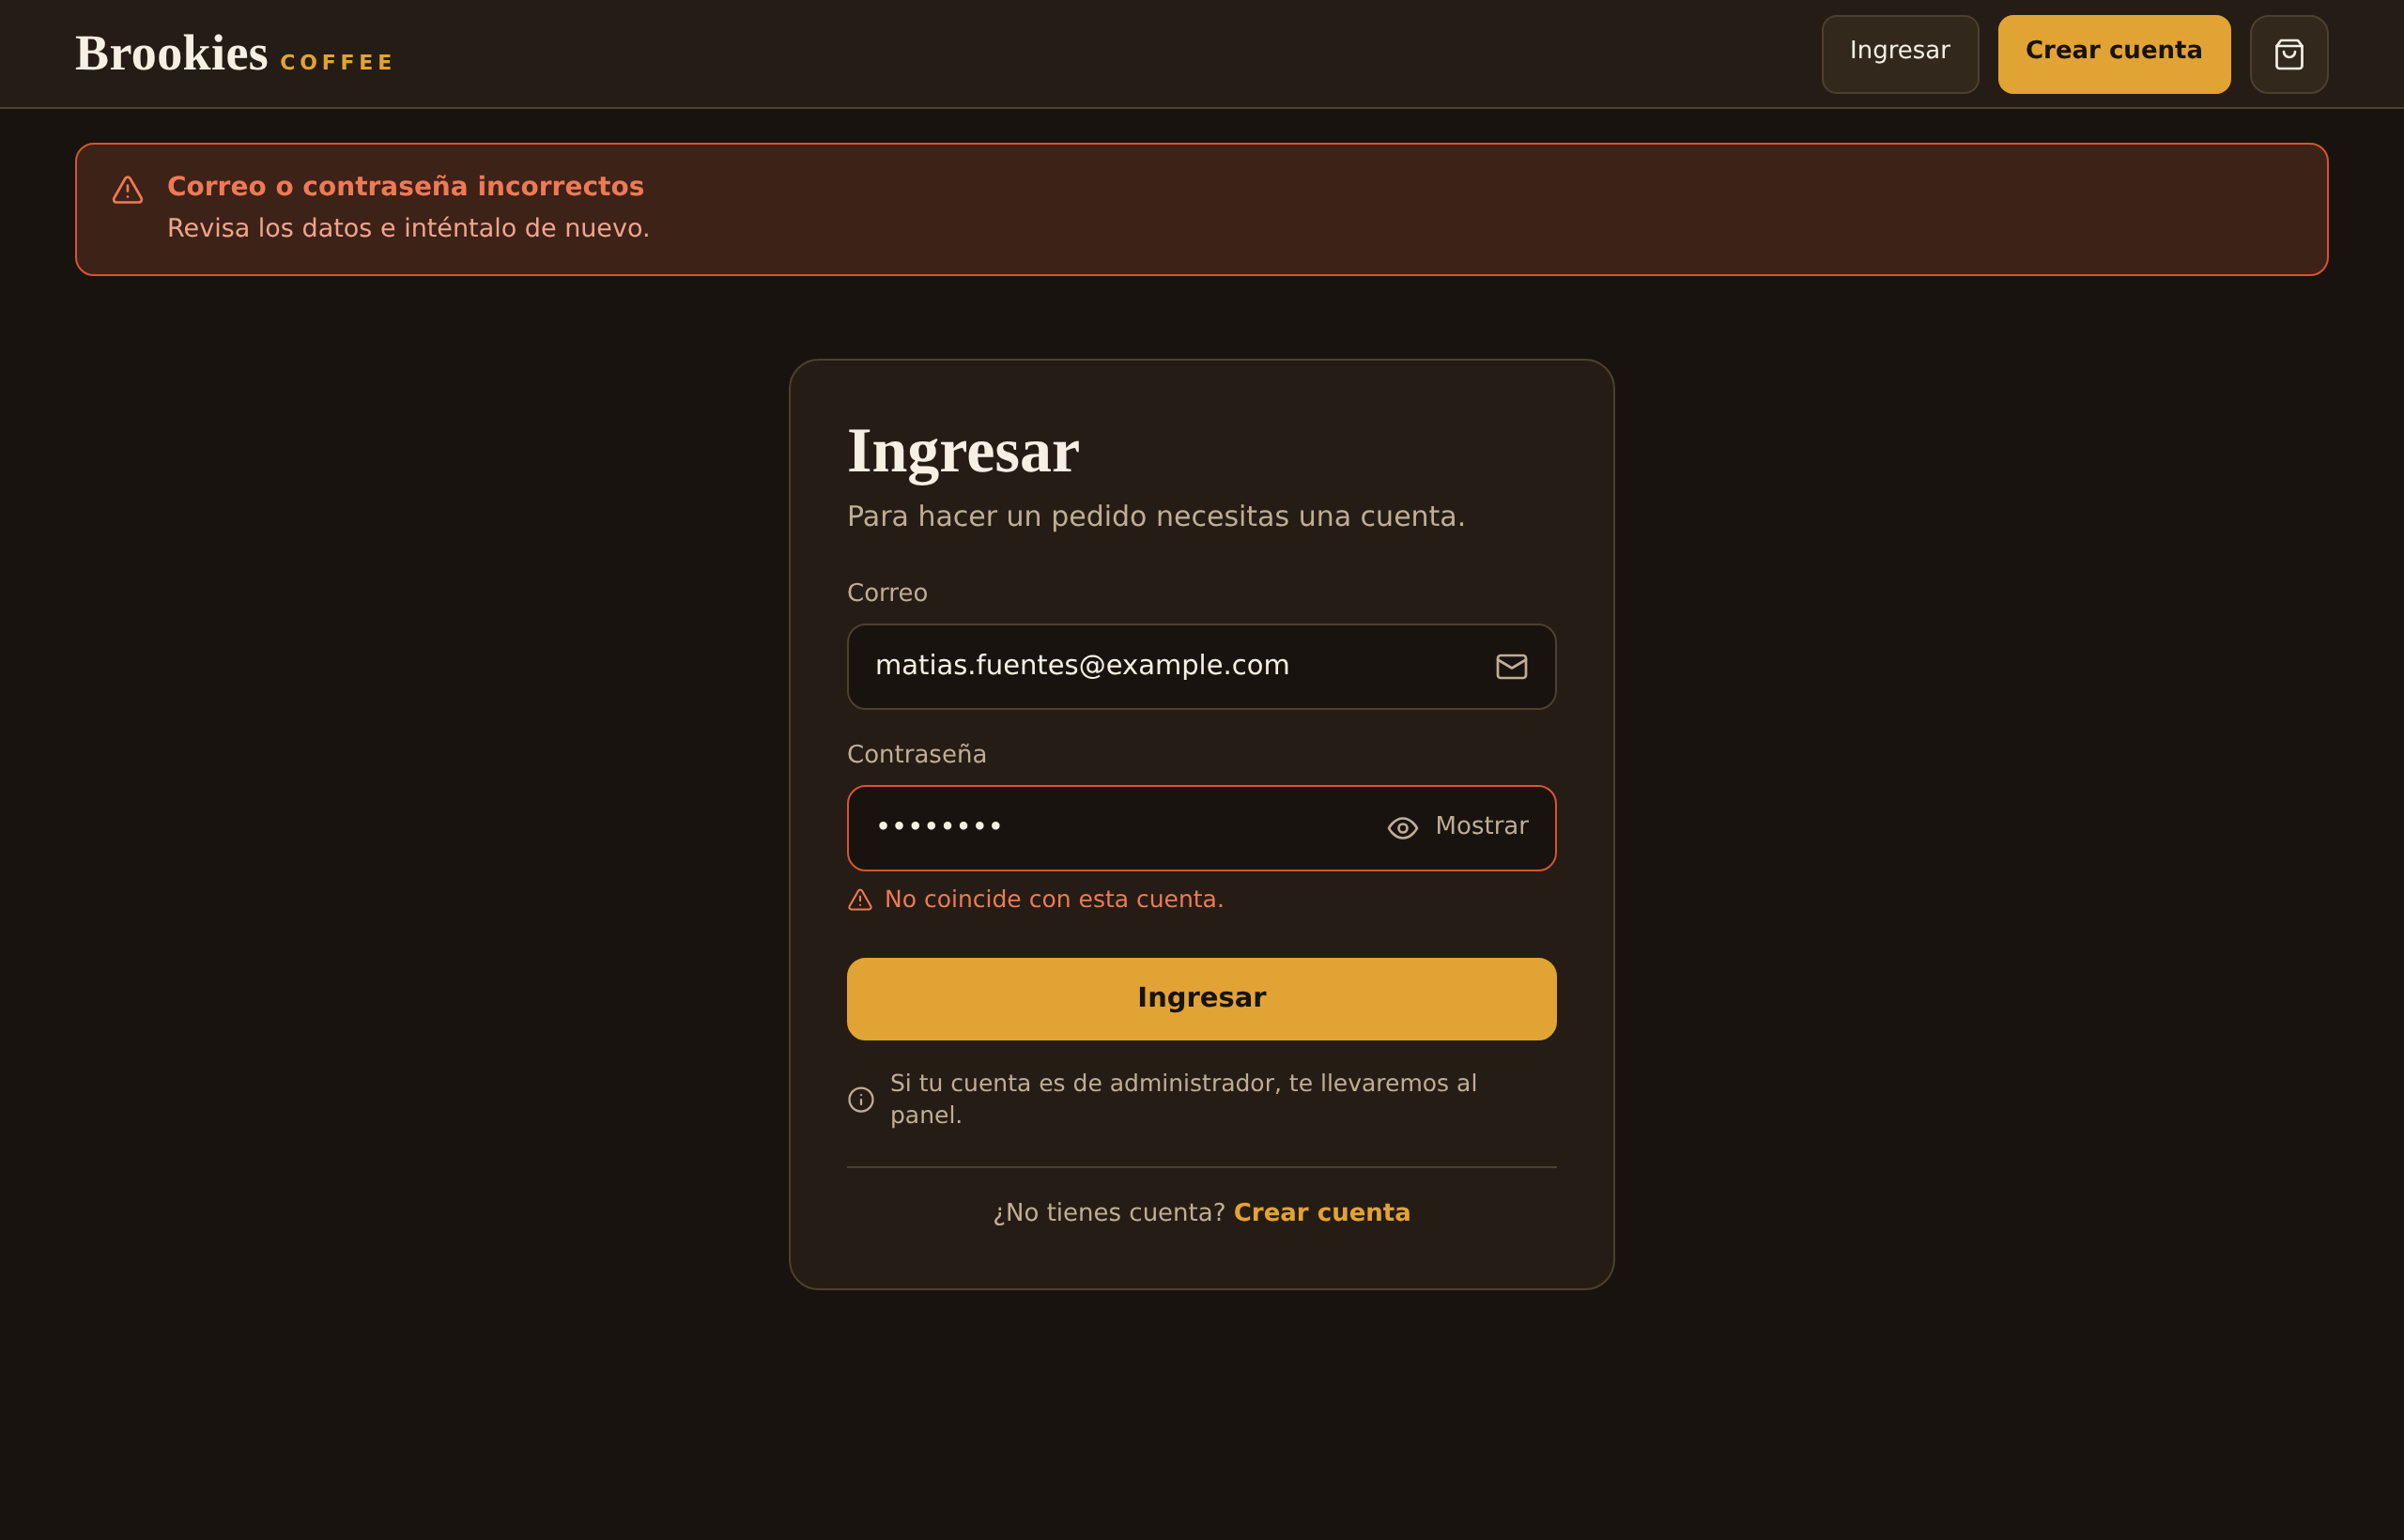 Brookies COFFEE
Ingresar
Crear cuenta
Correo o contraseña incorrectos
Revisa los datos e inténtalo de nuevo.
Ingresar
Para hacer un pedido necesitas una cuenta.
Correo
matias.fuentes@example.com
Contraseña
••••••••
Mostrar
No coincide con esta cuenta.
Ingresar
Si tu cuenta es de administrador, te llevaremos al
panel.
¿No tienes cuenta? Crear cuenta